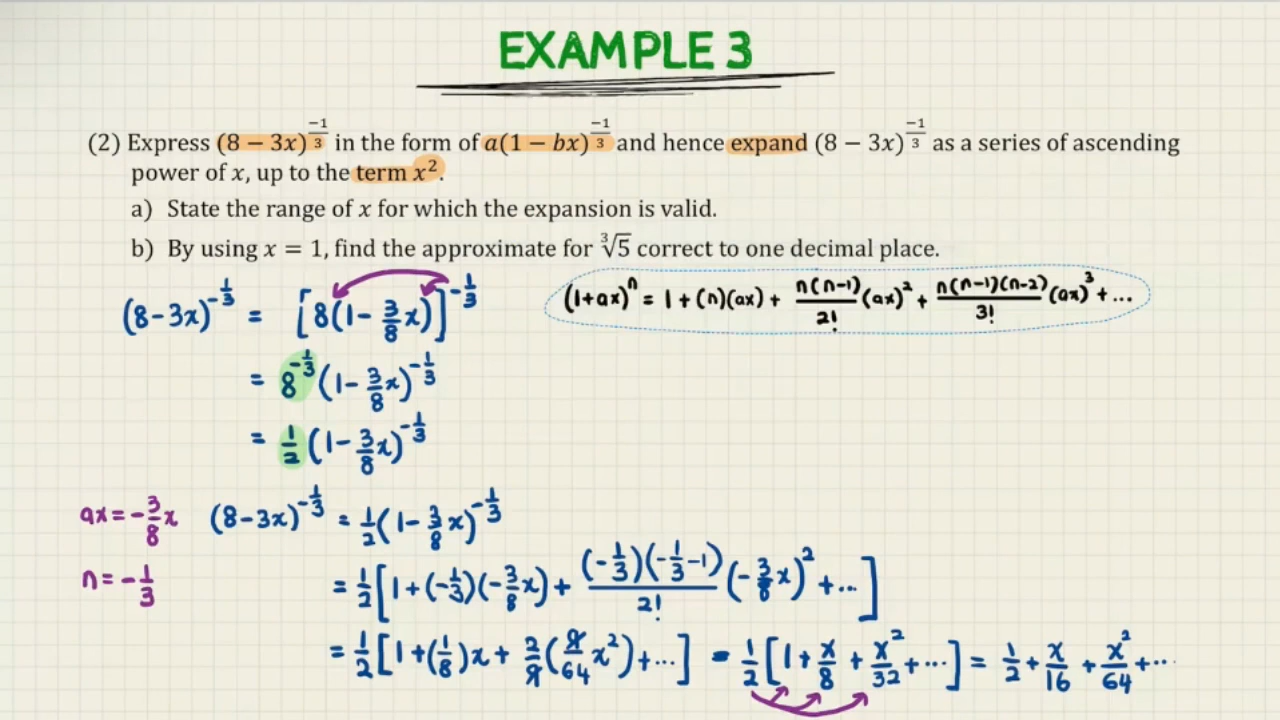 EXAMPLE 3
(2) Express (8 − 3x)^(−1/3) in the form of a(1 − bx)^(−1/3) and hence expand (8 − 3x)^(−1/3) as a series of ascending
power of x, up to the term x².
a) State the range of x for which the expansion is valid.
b) By using x = 1, find the approximate for ∛5 correct to one decimal place.
(1+ax)^n = 1 + (n)(ax) + n(n-1)/2! (ax)² + n(n-1)(n-2)/3! (ax)³ + ...
(8-3x)^(-1/3) = [8(1 - 3/8 x)]^(-1/3)
= 8^(-1/3) (1 - 3/8 x)^(-1/3)
= 1/2 (1 - 3/8 x)^(-1/3)
ax = - 3/8 x
n = - 1/3
(8-3x)^(-1/3) = 1/2 (1 - 3/8 x)^(-1/3)
= 1/2 [1 + (-1/3)(-3/8 x) + (-1/3)(-1/3 -1)/2! (-3/8 x)² + ...]
= 1/2 [1 + (1/8)x + 2/9 (9/64 x²) + ...] = 1/2 [1 + x/8 + x²/32 + ...] = 1/2 + x/16 + x²/64 + ...